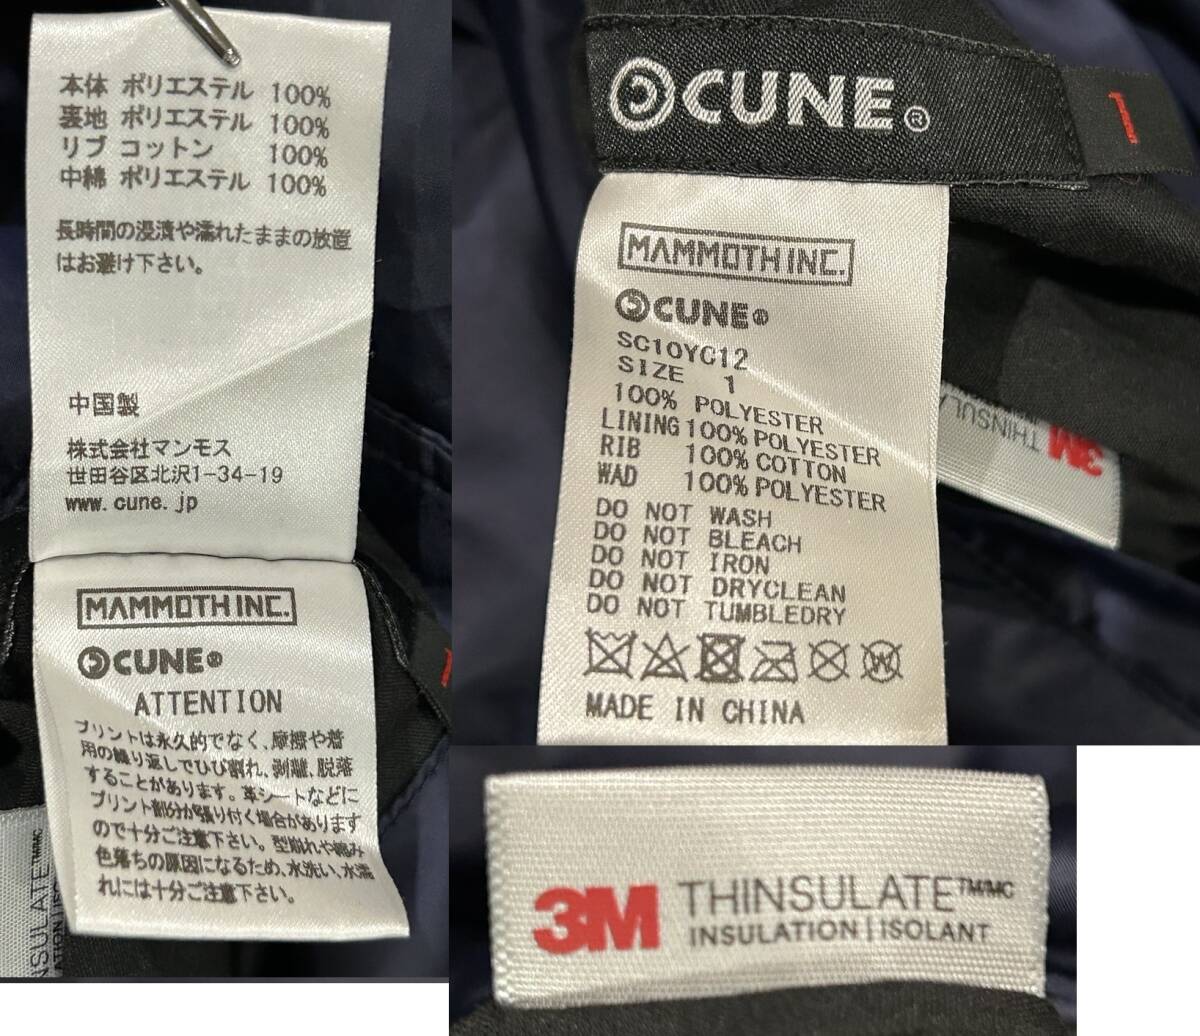 本体 ポリエステル 100%
裏地 ポリエステル 100%
リブ コットン 100%
中綿 ポリエステル 100%
長時間の浸漬や濡れたままの放置
はお避け下さい。
中国製
株式会社マンモス
世田谷区北沢1-34-19
www.cune.jp
MAMMOTH INC.
CUNE®
ATTENTION
プリントは永久的でなく、摩擦や着
用の繰り返しでひび割れ、剥離、脱落
することがあります。革シートなどに
プリント部分が張り付く場合があります
ので十分ご注意下さい。型崩れや縮み
色落ちの原因になるため、水洗い、水濡
れには十分ご注意下さい。
NSULATE™/MC
CUNE®
1
MAMMOTH INC.
CUNE®
SC10YC12
SIZE 1
100% POLYESTER
LINING 100% POLYESTER
RIB 100% COTTON
WAD 100% POLYESTER
DO NOT WASH
DO NOT BLEACH
DO NOT IRON
DO NOT DRYCLEAN
DO NOT TUMBLEDRY
W
MADE IN CHINA
3M THINSULA
3M THINSULATE™/MC
INSULATION | ISOLANT